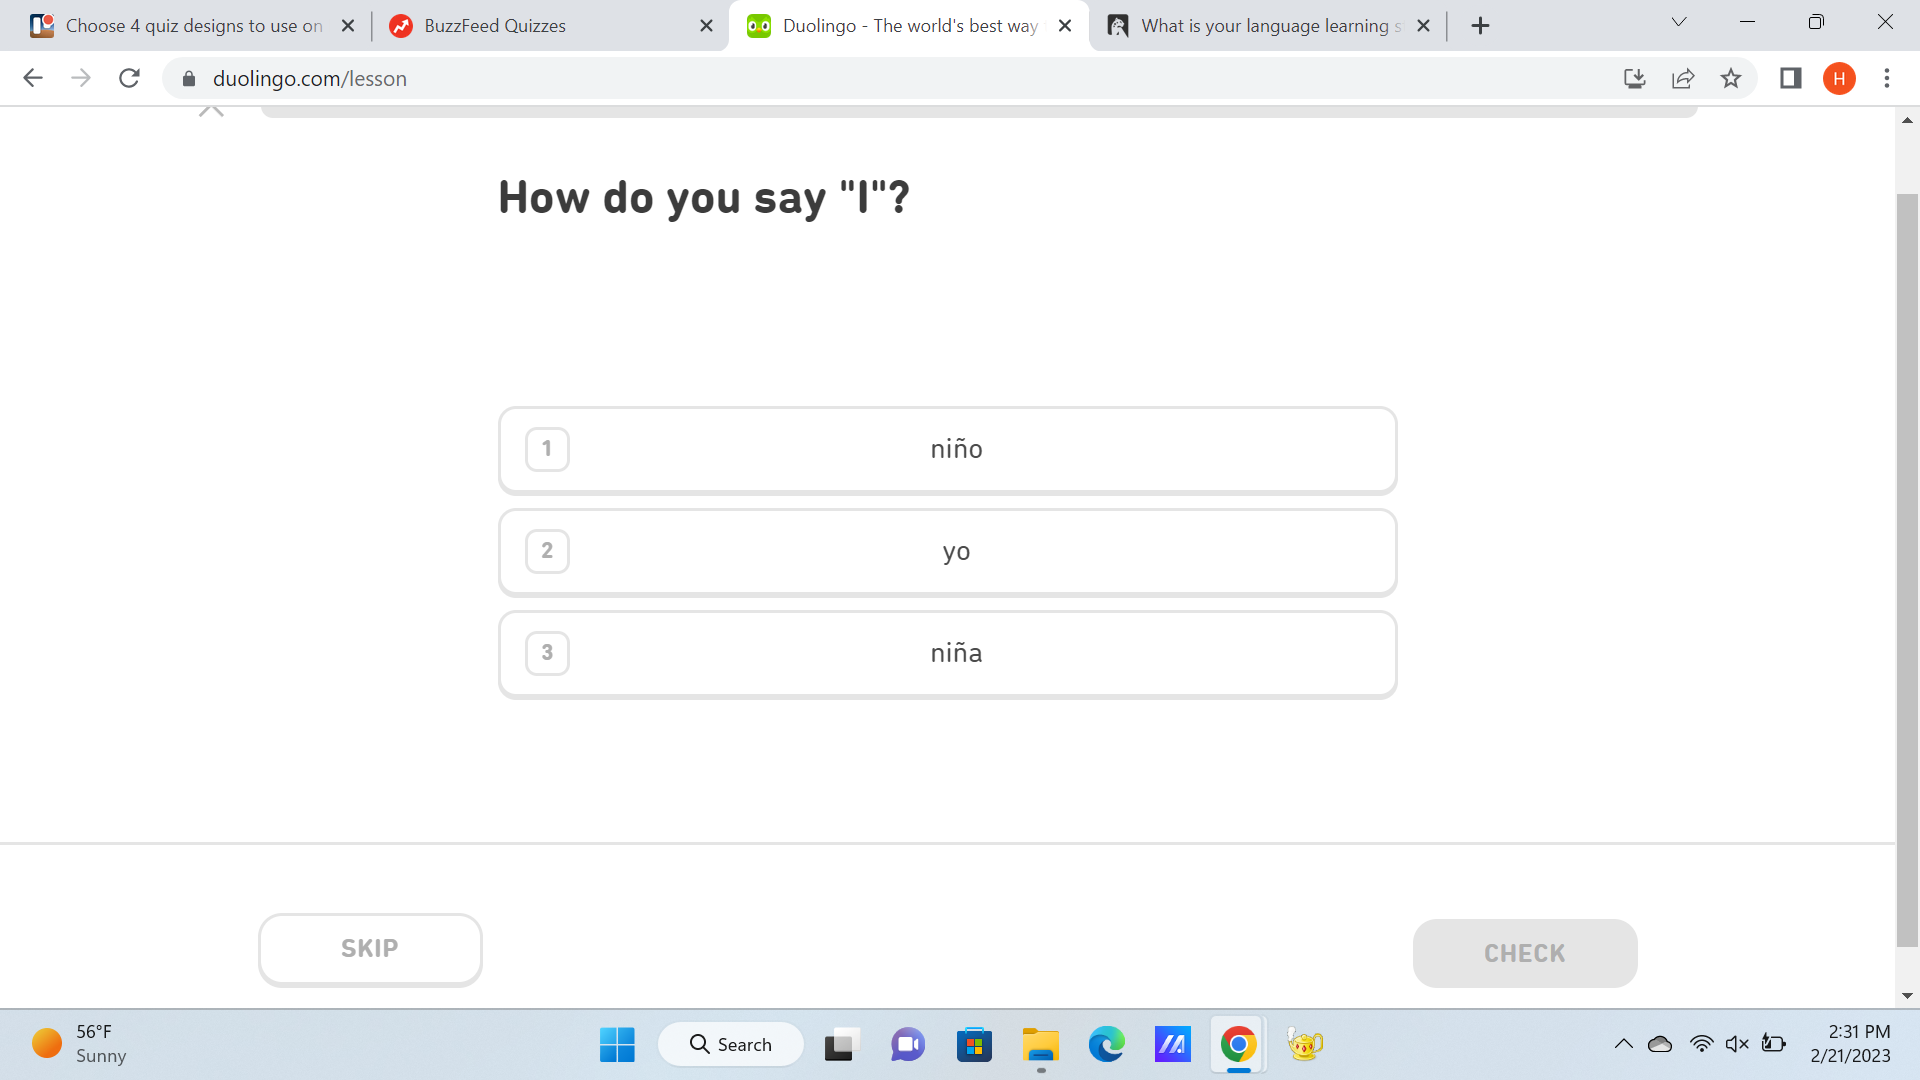 Choose 4 quiz designs to use on
BuzzFeed Quizzes
Duolingo - The world's best way
What is your language learning s
duolingo.com/lesson
H
How do you say "I"?
1
niño
2
yo
3
niña
SKIP
CHECK
56°F
Sunny
Search
2:31 PM
2/21/2023